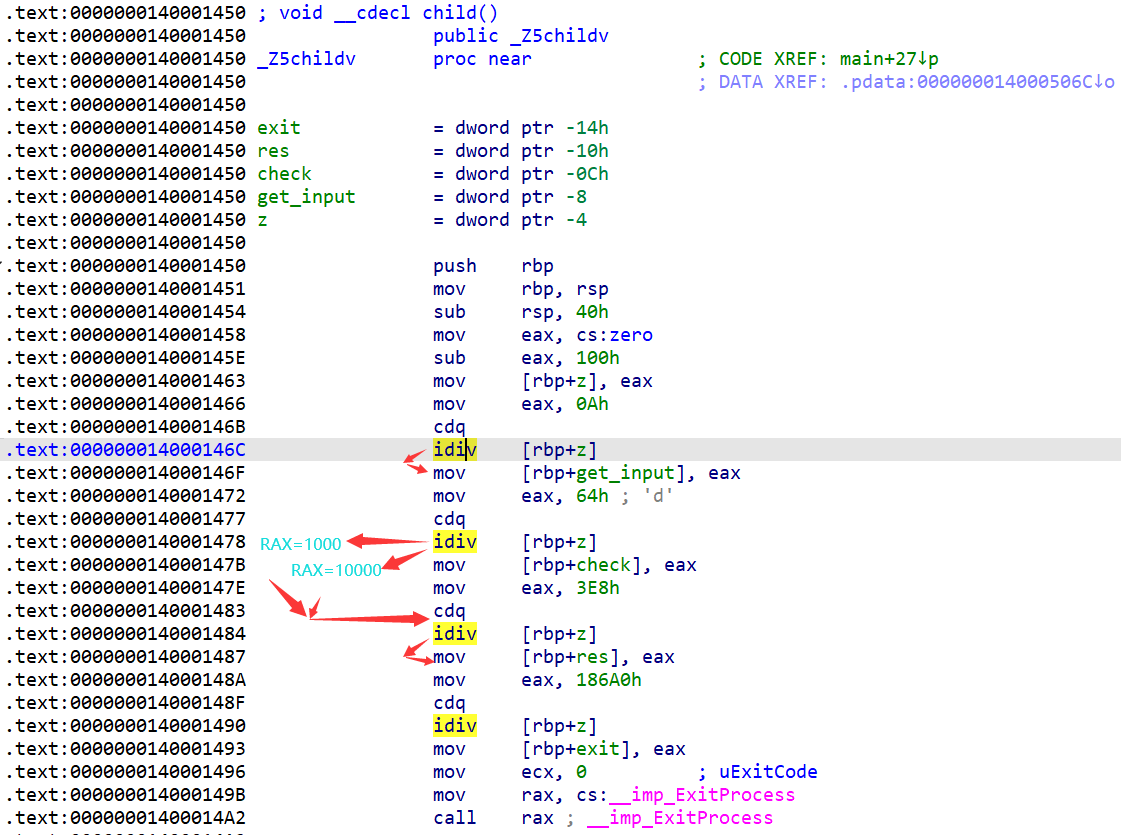 .text:0000000140001450 ; void __cdecl child()
.text:0000000140001450 public _Z5childv
.text:0000000140001450 _Z5childv proc near ; CODE XREF: main+27↓p
.text:0000000140001450 ; DATA XREF: .pdata:000000014000506C↓o
.text:0000000140001450
.text:0000000140001450 exit = dword ptr -14h
.text:0000000140001450 res = dword ptr -10h
.text:0000000140001450 check = dword ptr -0Ch
.text:0000000140001450 get_input = dword ptr -8
.text:0000000140001450 z = dword ptr -4
.text:0000000140001450
.text:0000000140001450 push rbp
.text:0000000140001451 mov rbp, rsp
.text:0000000140001454 sub rsp, 40h
.text:0000000140001458 mov eax, cs:zero
.text:000000014000145E sub eax, 100h
.text:0000000140001463 mov [rbp+z], eax
.text:0000000140001466 mov eax, 0Ah
.text:000000014000146B cdq
.text:000000014000146C idiv [rbp+z]
.text:000000014000146F mov [rbp+get_input], eax
.text:0000000140001472 mov eax, 64h ; 'd'
.text:0000000140001477 cdq
.text:0000000140001478 RAX=1000 idiv [rbp+z]
.text:000000014000147B RAX=10000 mov [rbp+check], eax
.text:000000014000147E mov eax, 3E8h
.text:0000000140001483 cdq
.text:0000000140001484 idiv [rbp+z]
.text:0000000140001487 mov [rbp+res], eax
.text:000000014000148A mov eax, 186A0h
.text:000000014000148F cdq
.text:0000000140001490 idiv [rbp+z]
.text:0000000140001493 mov [rbp+exit], eax
.text:0000000140001496 mov ecx, 0 ; uExitCode
.text:000000014000149B mov rax, cs:__imp_ExitProcess
.text:00000001400014A2 call rax ; __imp_ExitProcess